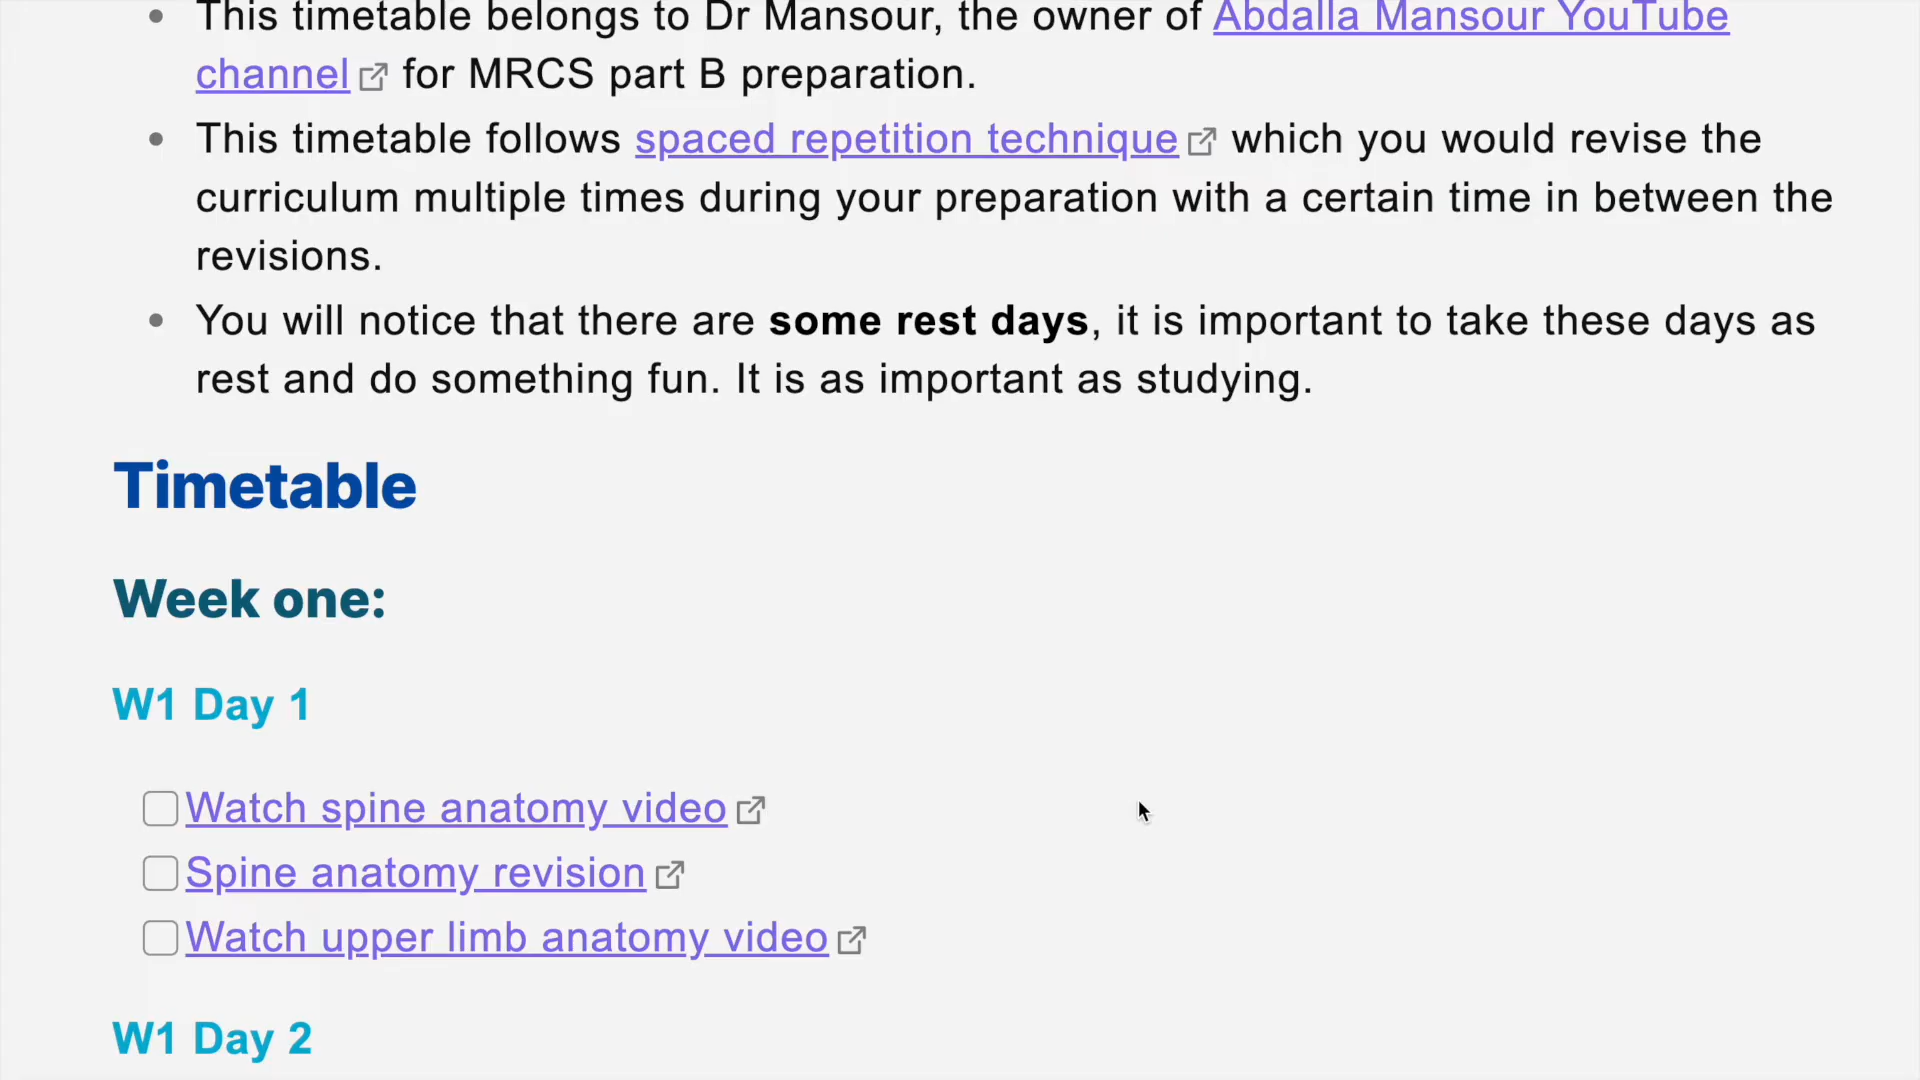 This timetable belongs to Dr Mansour, the owner of Abdalla Mansour YouTube
channel for MRCS part B preparation.
This timetable follows spaced repetition technique which you would revise the
curriculum multiple times during your preparation with a certain time in between the
revisions.
You will notice that there are some rest days, it is important to take these days as
rest and do something fun. It is as important as studying.
Timetable
Week one:
W1 Day 1
Watch spine anatomy video
Spine anatomy revision
Watch upper limb anatomy video
W1 Day 2